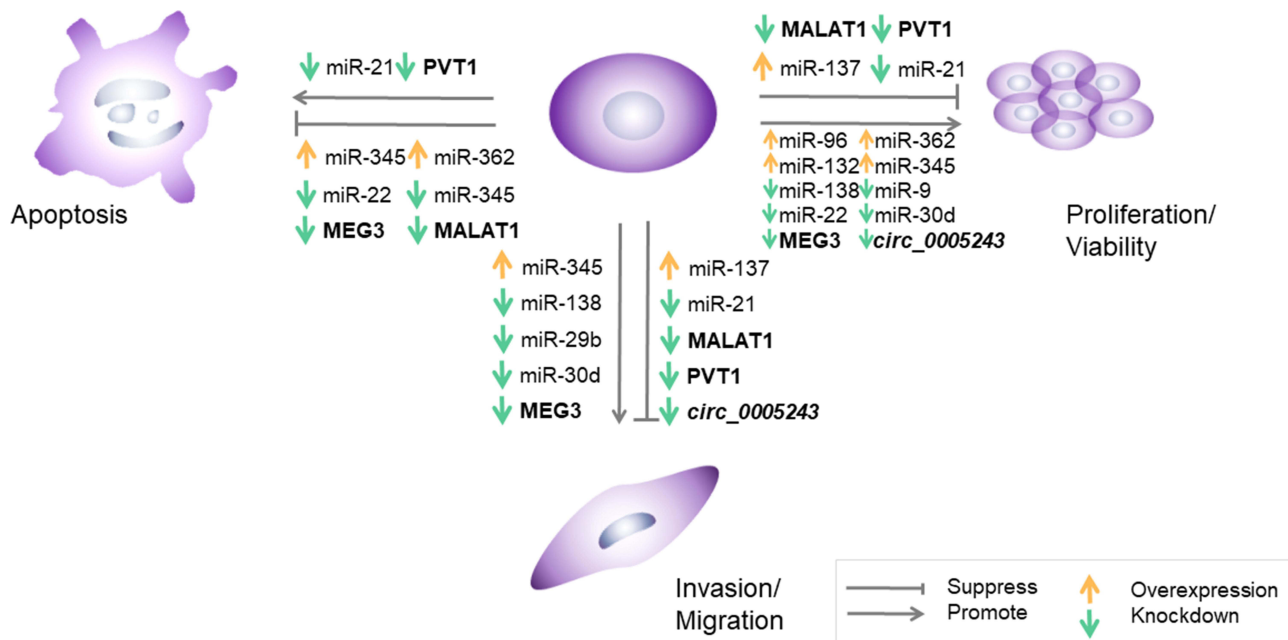 MALAT1 PVT1
miR-137 miR-21
miR-21 PVT1
miR-345 miR-362
miR-22 miR-345
MEG3 MALAT1
Apoptosis
miR-96 miR-362
miR-132 miR-345
miR-138 miR-9
miR-22 miR-30d
MEG3 circ_0005243
Proliferation/
Viability
miR-345 miR-137
miR-138 miR-21
miR-29b MALAT1
miR-30d PVT1
MEG3 circ_0005243
Invasion/
Migration
Suppress Overexpression
Promote Knockdown